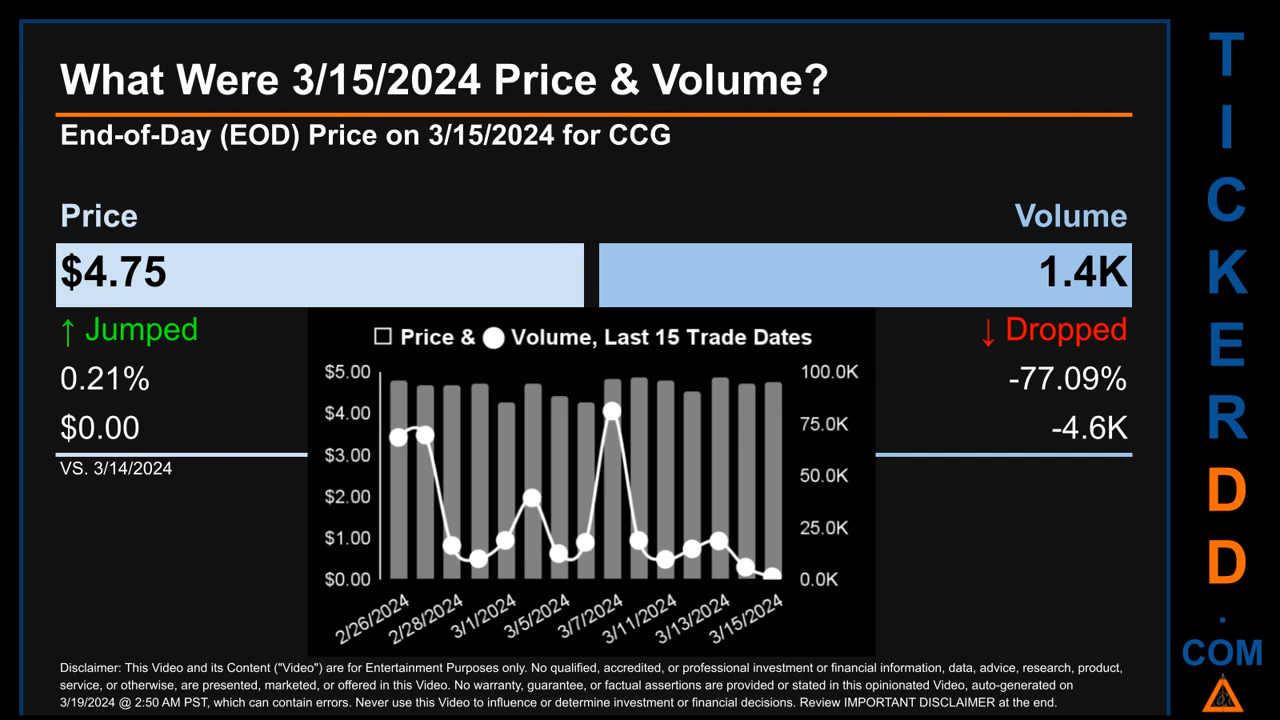 What Were 3/15/2024 Price & Volume?
End-of-Day (EOD) Price on 3/15/2024 for CCG
Price
Volume
$4.75
1.4K
↑ Jumped
↓ Dropped
0.21%
-77.09%
$0.00
-4.6K
VS. 3/14/2024
Price & Volume, Last 15 Trade Dates
$5.00
$4.00
$3.00
$2.00
$1.00
$0.00
100.0K
75.0K
50.0K
25.0K
0.0K
2/26/2024
2/28/2024
3/1/2024
3/5/2024
3/7/2024
3/11/2024
3/13/2024
3/15/2024
Disclaimer: This Video and its Content ("Video") are for Entertainment Purposes only. No qualified, accredited, or professional investment or financial information, data, advice, research, product,
service, or otherwise, are presented, marketed, or offered in this Video. No warranty, guarantee, or factual assertions are provided or stated in this opinionated Video, auto-generated on
3/19/2024 @ 2:50 AM PST, which can contain errors. Never use this Video to influence or determine investment or financial decisions. Review IMPORTANT DISCLAIMER at the end.
T
I
C
K
E
R
D
D
.
COM